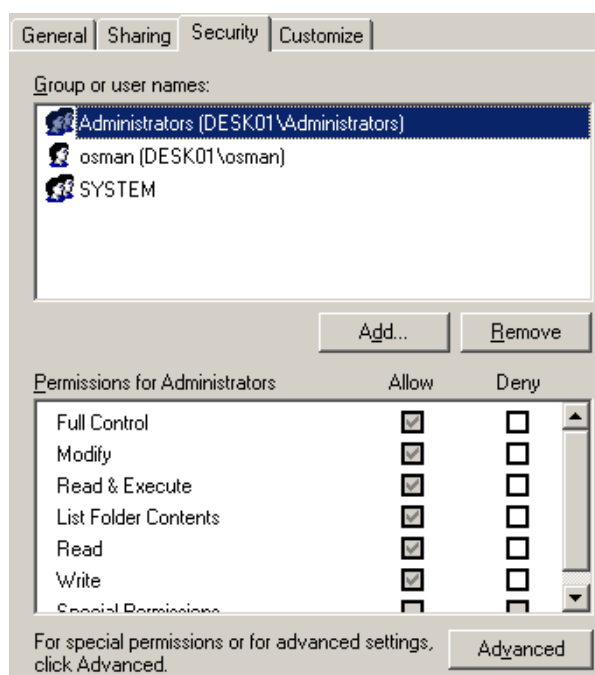 General Sharing Security Customize
Group or user names:
Administrators (DESK01\Administrators)
osman (DESK01\osman)
SYSTEM
Add... Remove
Permissions for Administrators Allow Deny
Full Control
Modify
Read & Execute
List Folder Contents
Read
Write
Special Permissions
For special permissions or for advanced settings, Advanced
click Advanced.